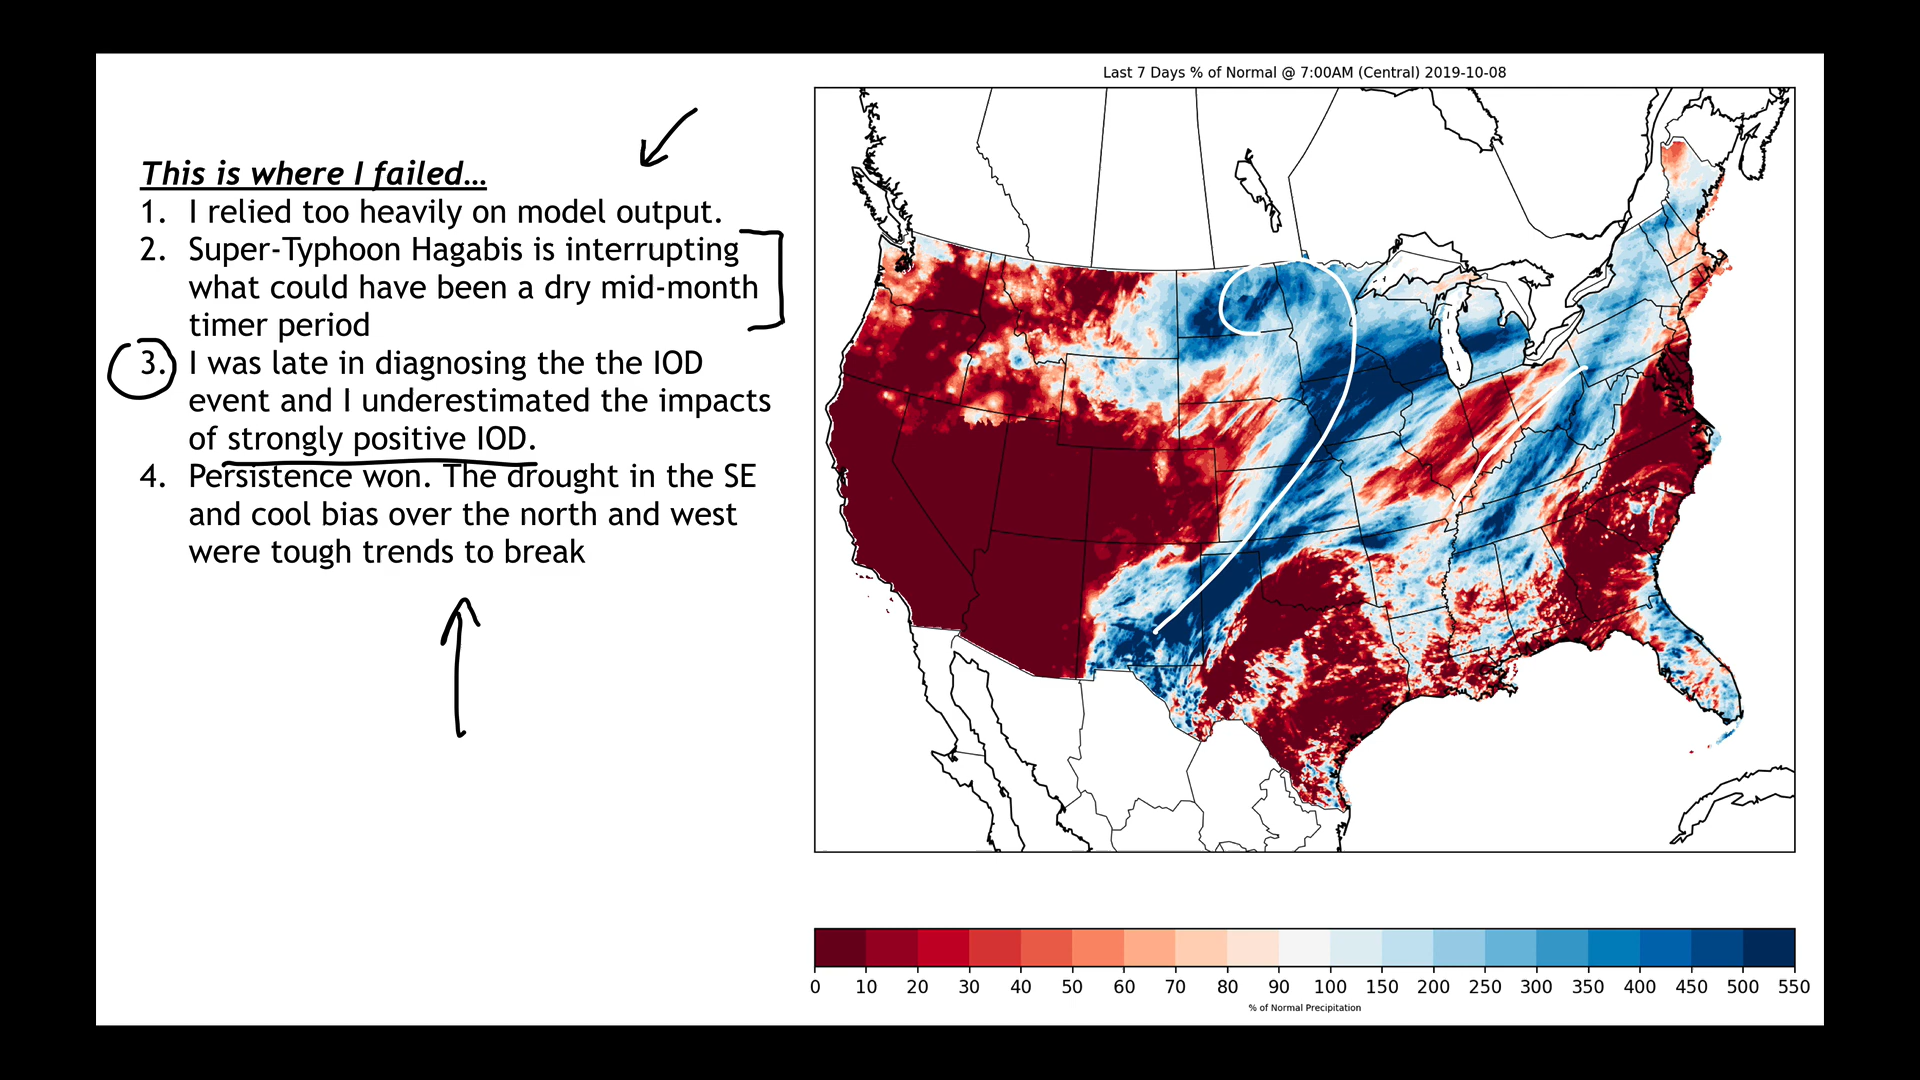 Last 7 Days % of Normal @ 7:00AM (Central) 2019-10-08
This is where I failed…
1. I relied too heavily on model output.
2. Super-Typhoon Hagabis is interrupting
what could have been a dry mid-month
timer period
3. I was late in diagnosing the the IOD
event and I underestimated the impacts
of strongly positive IOD.
4. Persistence won. The drought in the SE
and cool bias over the north and west
were tough trends to break
0 10 20 30 40 50 60 70 80 90 100 150 200 250 300 350 400 450 500 550
% of Normal Precipitation